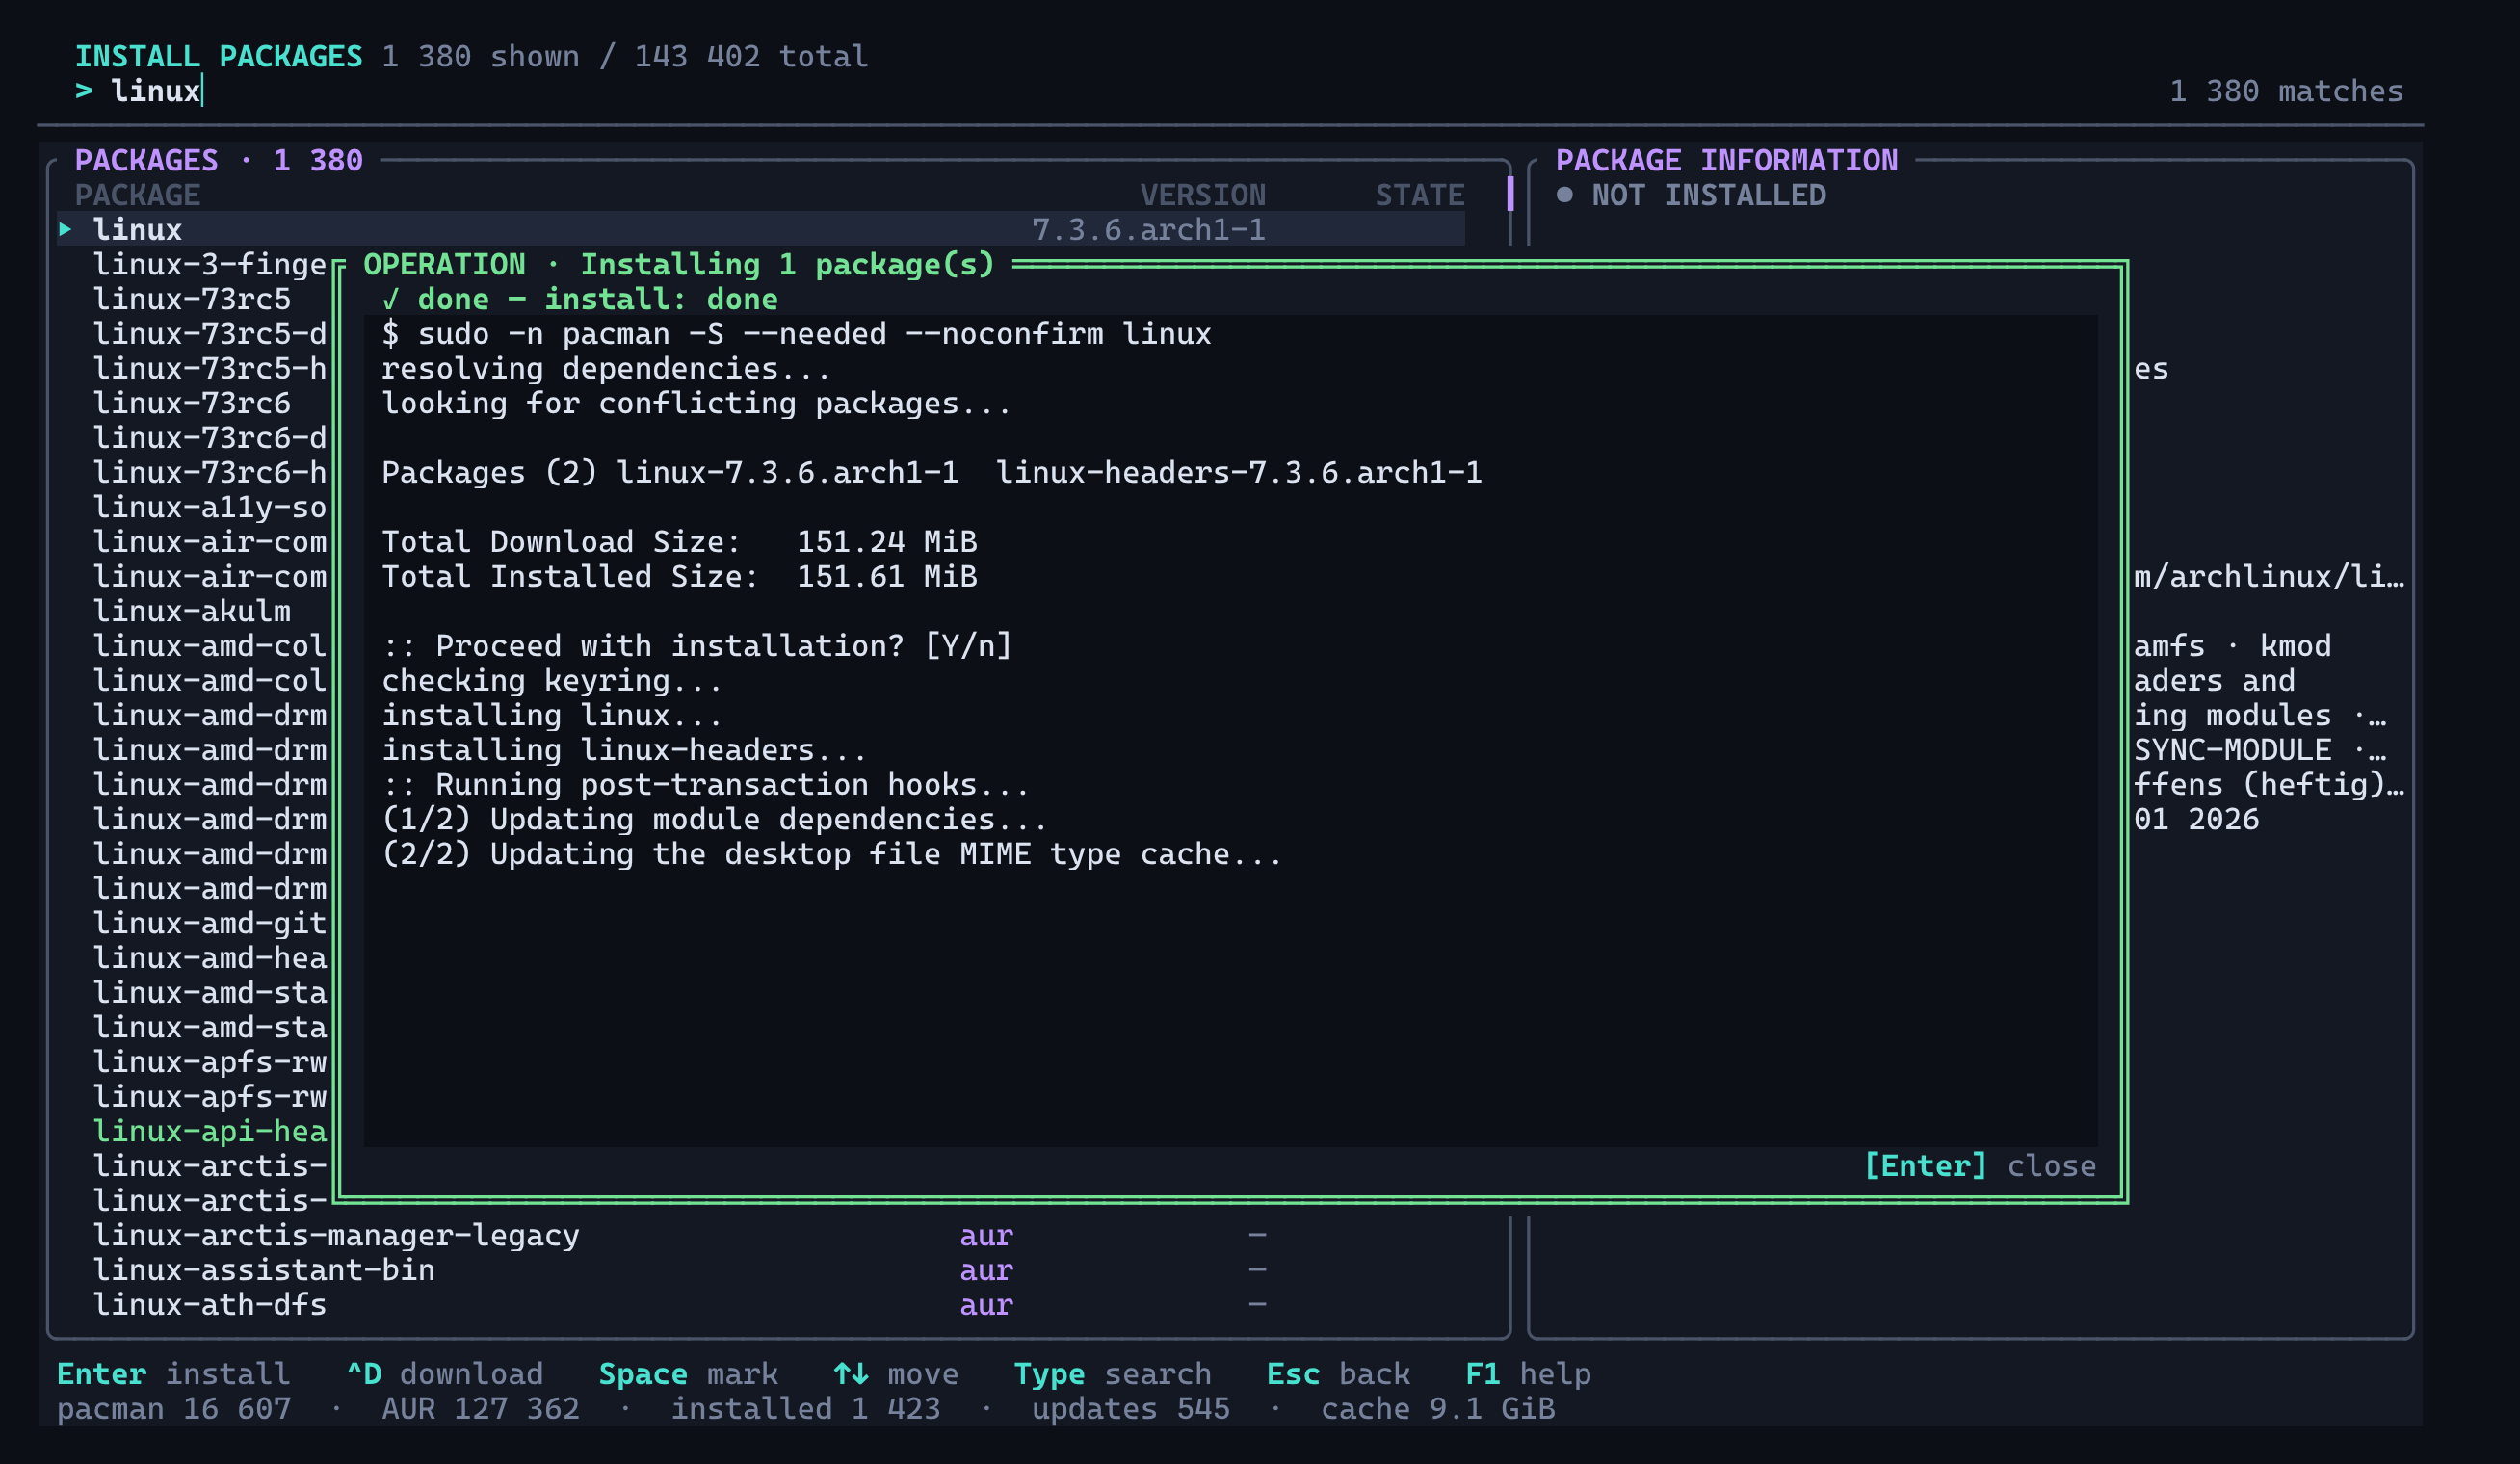 INSTALL PACKAGES 1 380 shown / 143 402 total
> linux 1 380 matches
PACKAGES · 1 380
PACKAGE VERSION STATE
▶ linux 7.3.6.arch1-1
linux-3-finge
linux-73rc5
linux-73rc5-d
linux-73rc5-h
linux-73rc6
linux-73rc6-d
linux-73rc6-h
linux-a11y-so
linux-air-com
linux-air-com
linux-akulm
linux-amd-col
linux-amd-col
linux-amd-drm
linux-amd-drm
linux-amd-drm
linux-amd-drm
linux-amd-drm
linux-amd-drm
linux-amd-git
linux-amd-hea
linux-amd-sta
linux-amd-sta
linux-apfs-rw
linux-apfs-rw
linux-api-hea
linux-arctis-
linux-arctis-
linux-arctis-manager-legacy aur –
linux-assistant-bin aur –
linux-ath-dfs aur –
OPERATION · Installing 1 package(s)
√ done — install: done
$ sudo -n pacman -S --needed --noconfirm linux
resolving dependencies...
looking for conflicting packages...
Packages (2) linux-7.3.6.arch1-1  linux-headers-7.3.6.arch1-1
Total Download Size:   151.24 MiB
Total Installed Size:  151.61 MiB
:: Proceed with installation? [Y/n]
checking keyring...
installing linux...
installing linux-headers...
:: Running post-transaction hooks...
(1/2) Updating module dependencies...
(2/2) Updating the desktop file MIME type cache...
[Enter] close
PACKAGE INFORMATION
● NOT INSTALLED
es
m/archlinux/li…
amfs · kmod
aders and
ing modules ·…
SYNC-MODULE ·…
ffens (heftig)…
01 2026
Enter install ^D download Space mark ↑↓ move Type search Esc back F1 help
pacman 16 607 · AUR 127 362 · installed 1 423 · updates 545 · cache 9.1 GiB